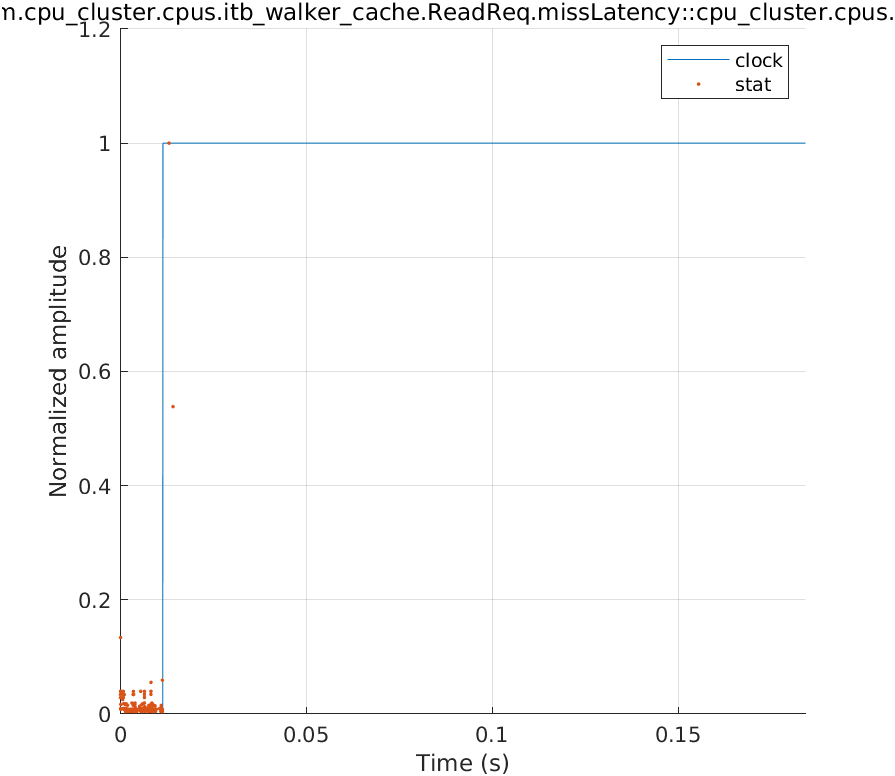 m.cpu_cluster.cpus.itb_walker_cache.ReadReq.missLatency::cpu_cluster.cpus.
1.2
clock
stat
1
0.8
Normalized amplitude
0.6
0.4
0.2
0
0
0.05
0.1
0.15
Time (s)